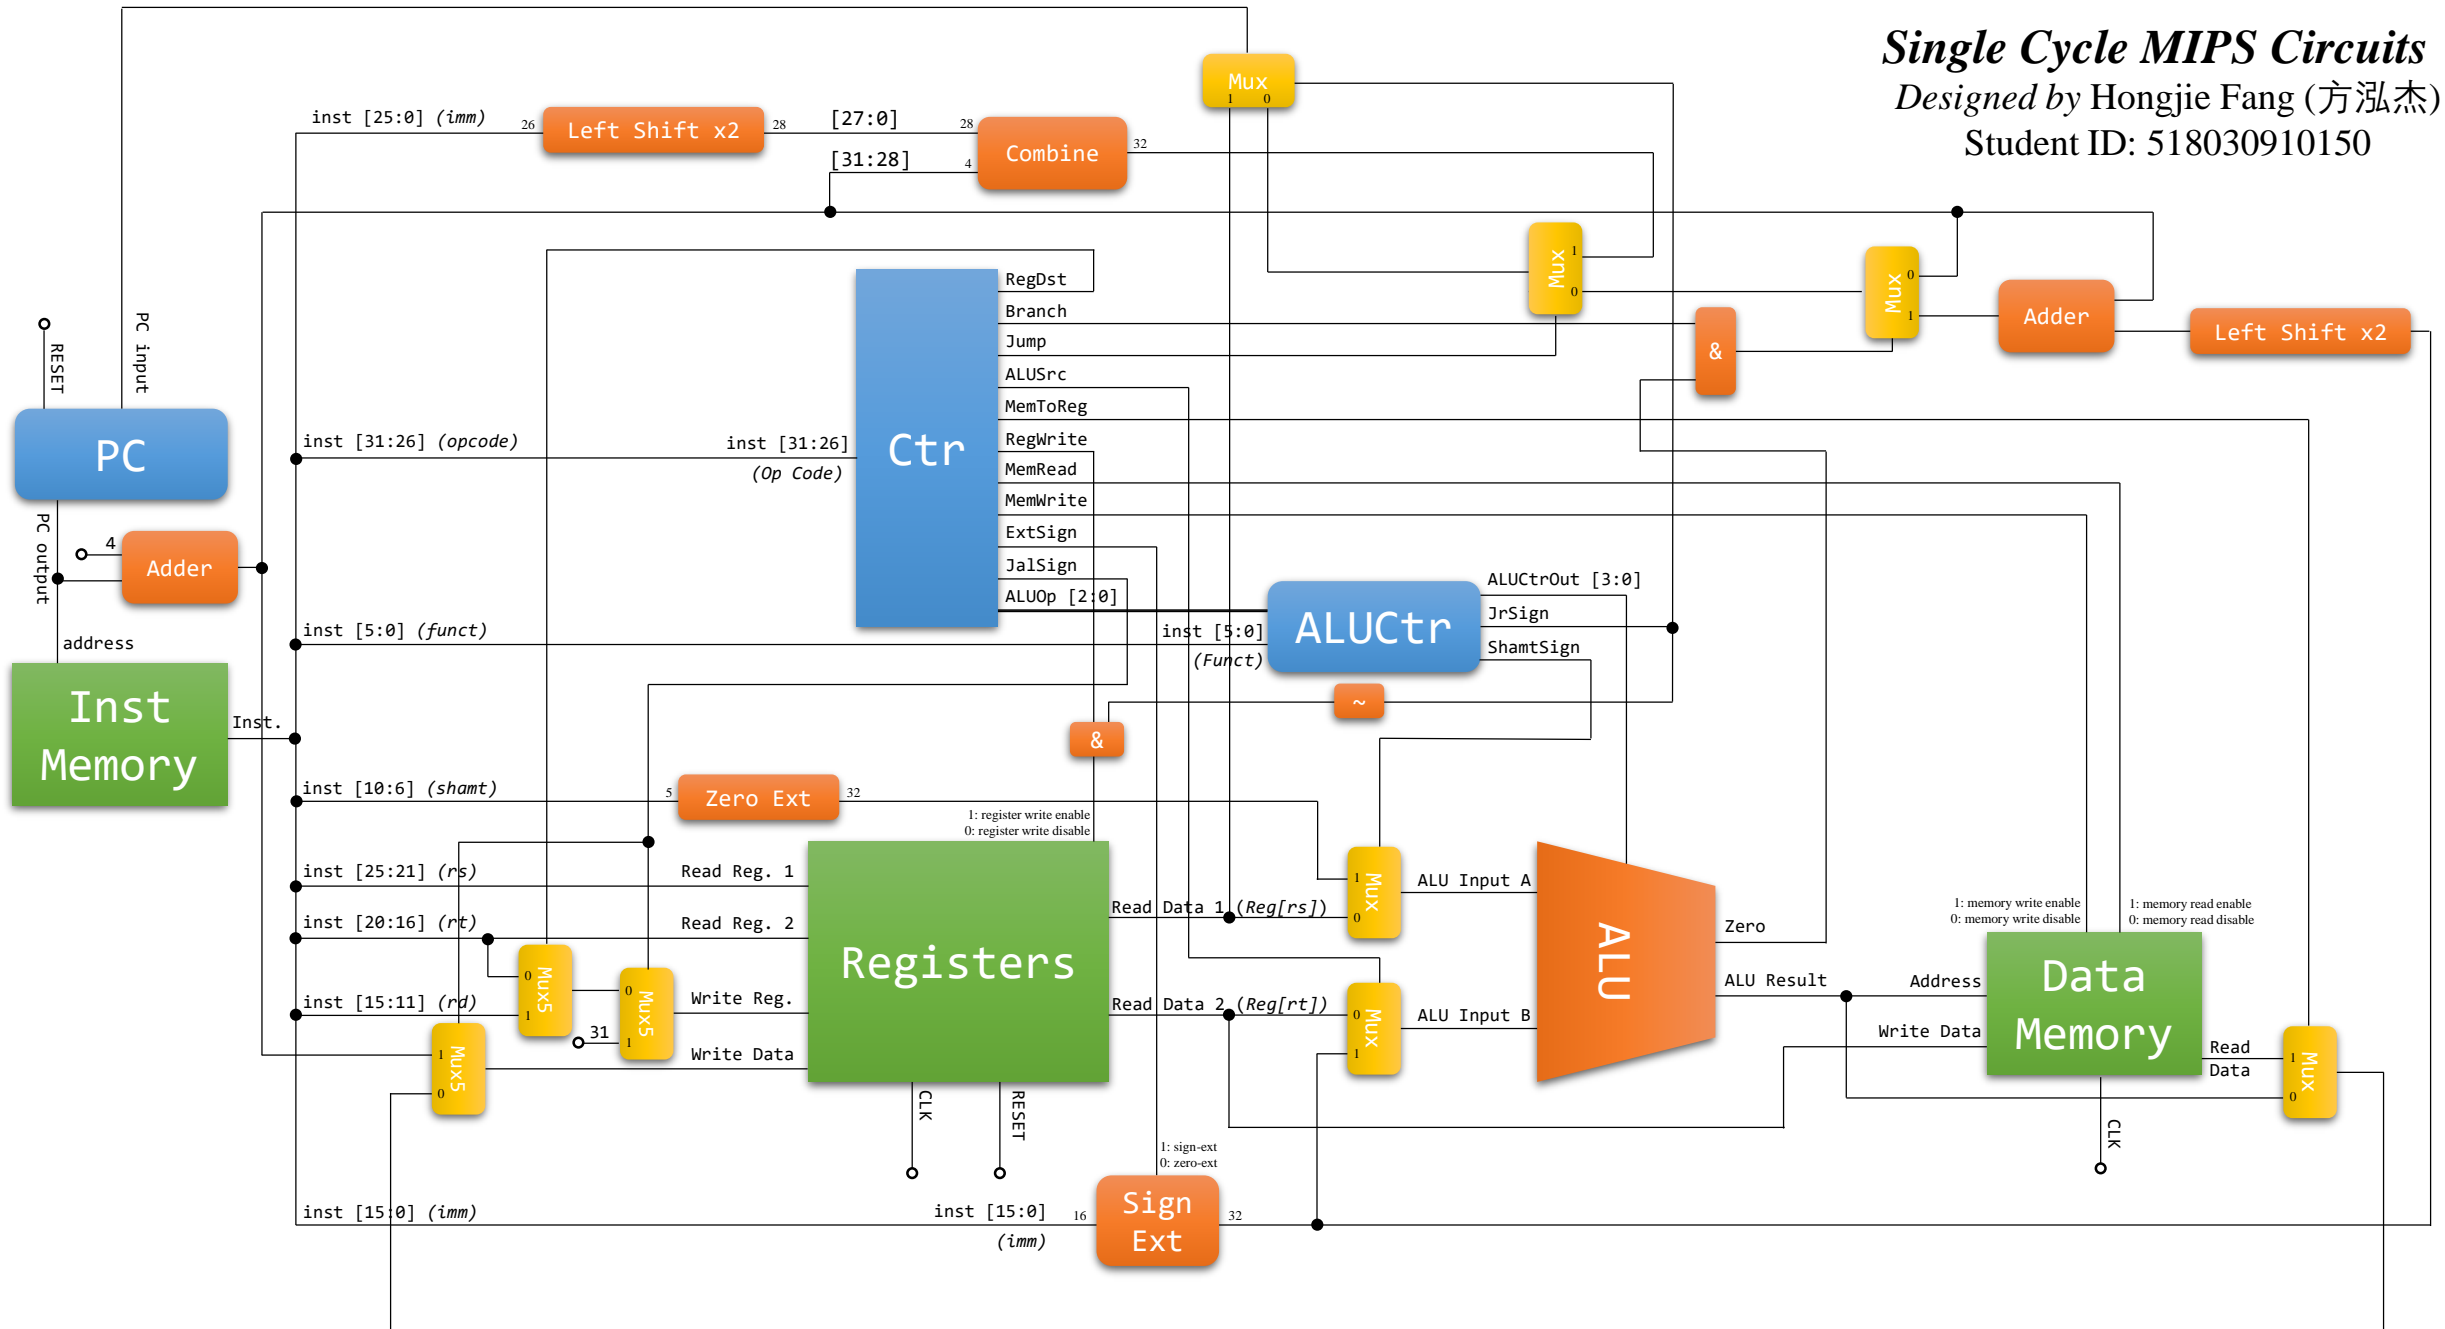 Single Cycle MIPS Circuits
Designed by Hongjie Fang (方泓杰)
Student ID: 518030910150
Mux
1 0
inst [25:0] (imm)
26
Left Shift x2
28
[27:0]
28
[31:28]
4
Combine
32
Mux
1
0
Mux
0
1
Adder
Left Shift x2
RESET
PC input
PC
PC output
4
Adder
address
Inst
Memory
Inst.
inst [31:26] (opcode)
inst [31:26]
(Op Code)
Ctr
RegDst
Branch
Jump
ALUSrc
MemToReg
RegWrite
MemRead
MemWrite
ExtSign
JalSign
ALUOp [2:0]
&
inst [5:0] (funct)
inst [5:0]
(Funct)
ALUCtr
ALUCtrOut [3:0]
JrSign
ShamtSign
~
&
inst [10:6] (shamt)
5
Zero Ext
32
1: register write enable
0: register write disable
inst [25:21] (rs)
Read Reg. 1
inst [20:16] (rt)
Read Reg. 2
inst [15:11] (rd)
0
1
Mux5
0
31
1
Mux5
Write Reg.
1
0
Mux5
Write Data
Registers
CLK
RESET
Read Data 1 (Reg[rs])
Read Data 2 (Reg[rt])
1
0
Mux
ALU Input A
0
1
Mux
ALU Input B
ALU
Zero
ALU Result
1: memory write enable
0: memory write disable
1: memory read enable
0: memory read disable
Address
Write Data
Data
Memory
Read
Data
CLK
1
0
Mux
inst [15:0] (imm)
inst [15:0]
(imm)
16
1: sign-ext
0: zero-ext
Sign
Ext
32